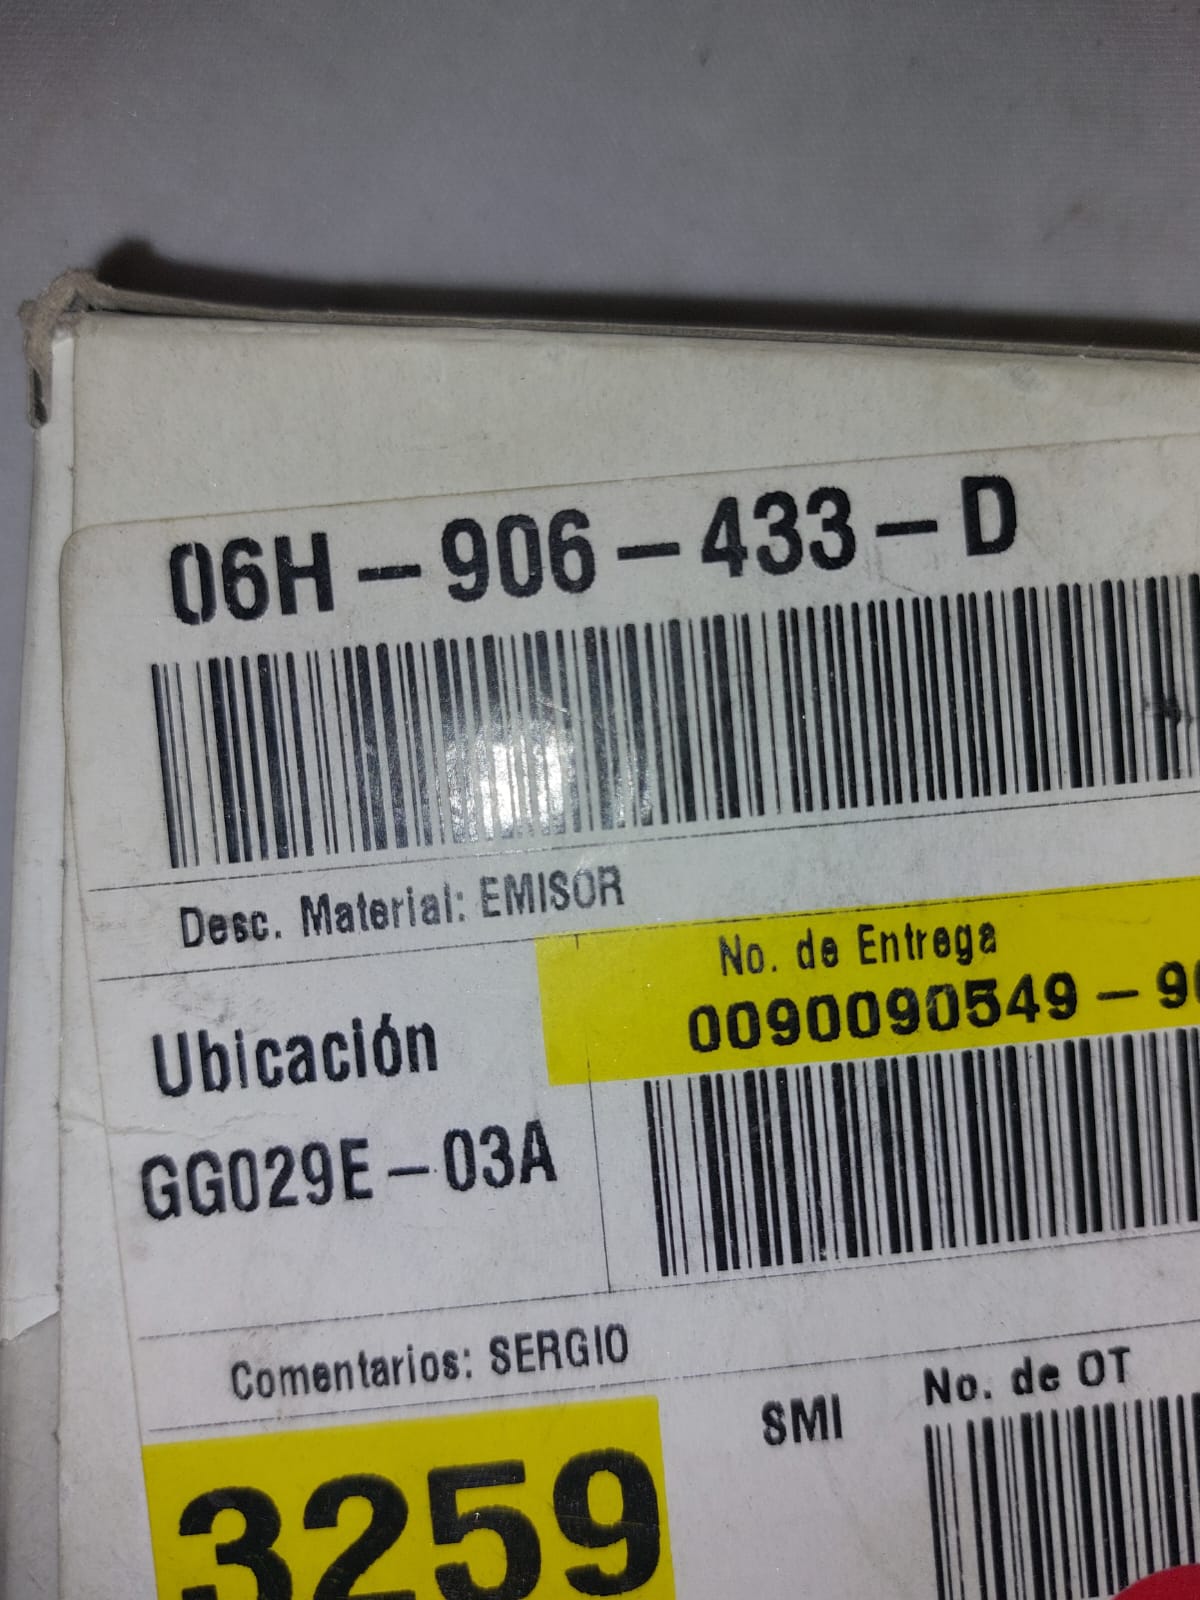 06H-906-433-D
Desc. Material: EMISOR
No. de Entrega
0090090549-9
Ubicación
GG029E-03A
Comentarios: SERGIO
SMI
No. de OT
3259